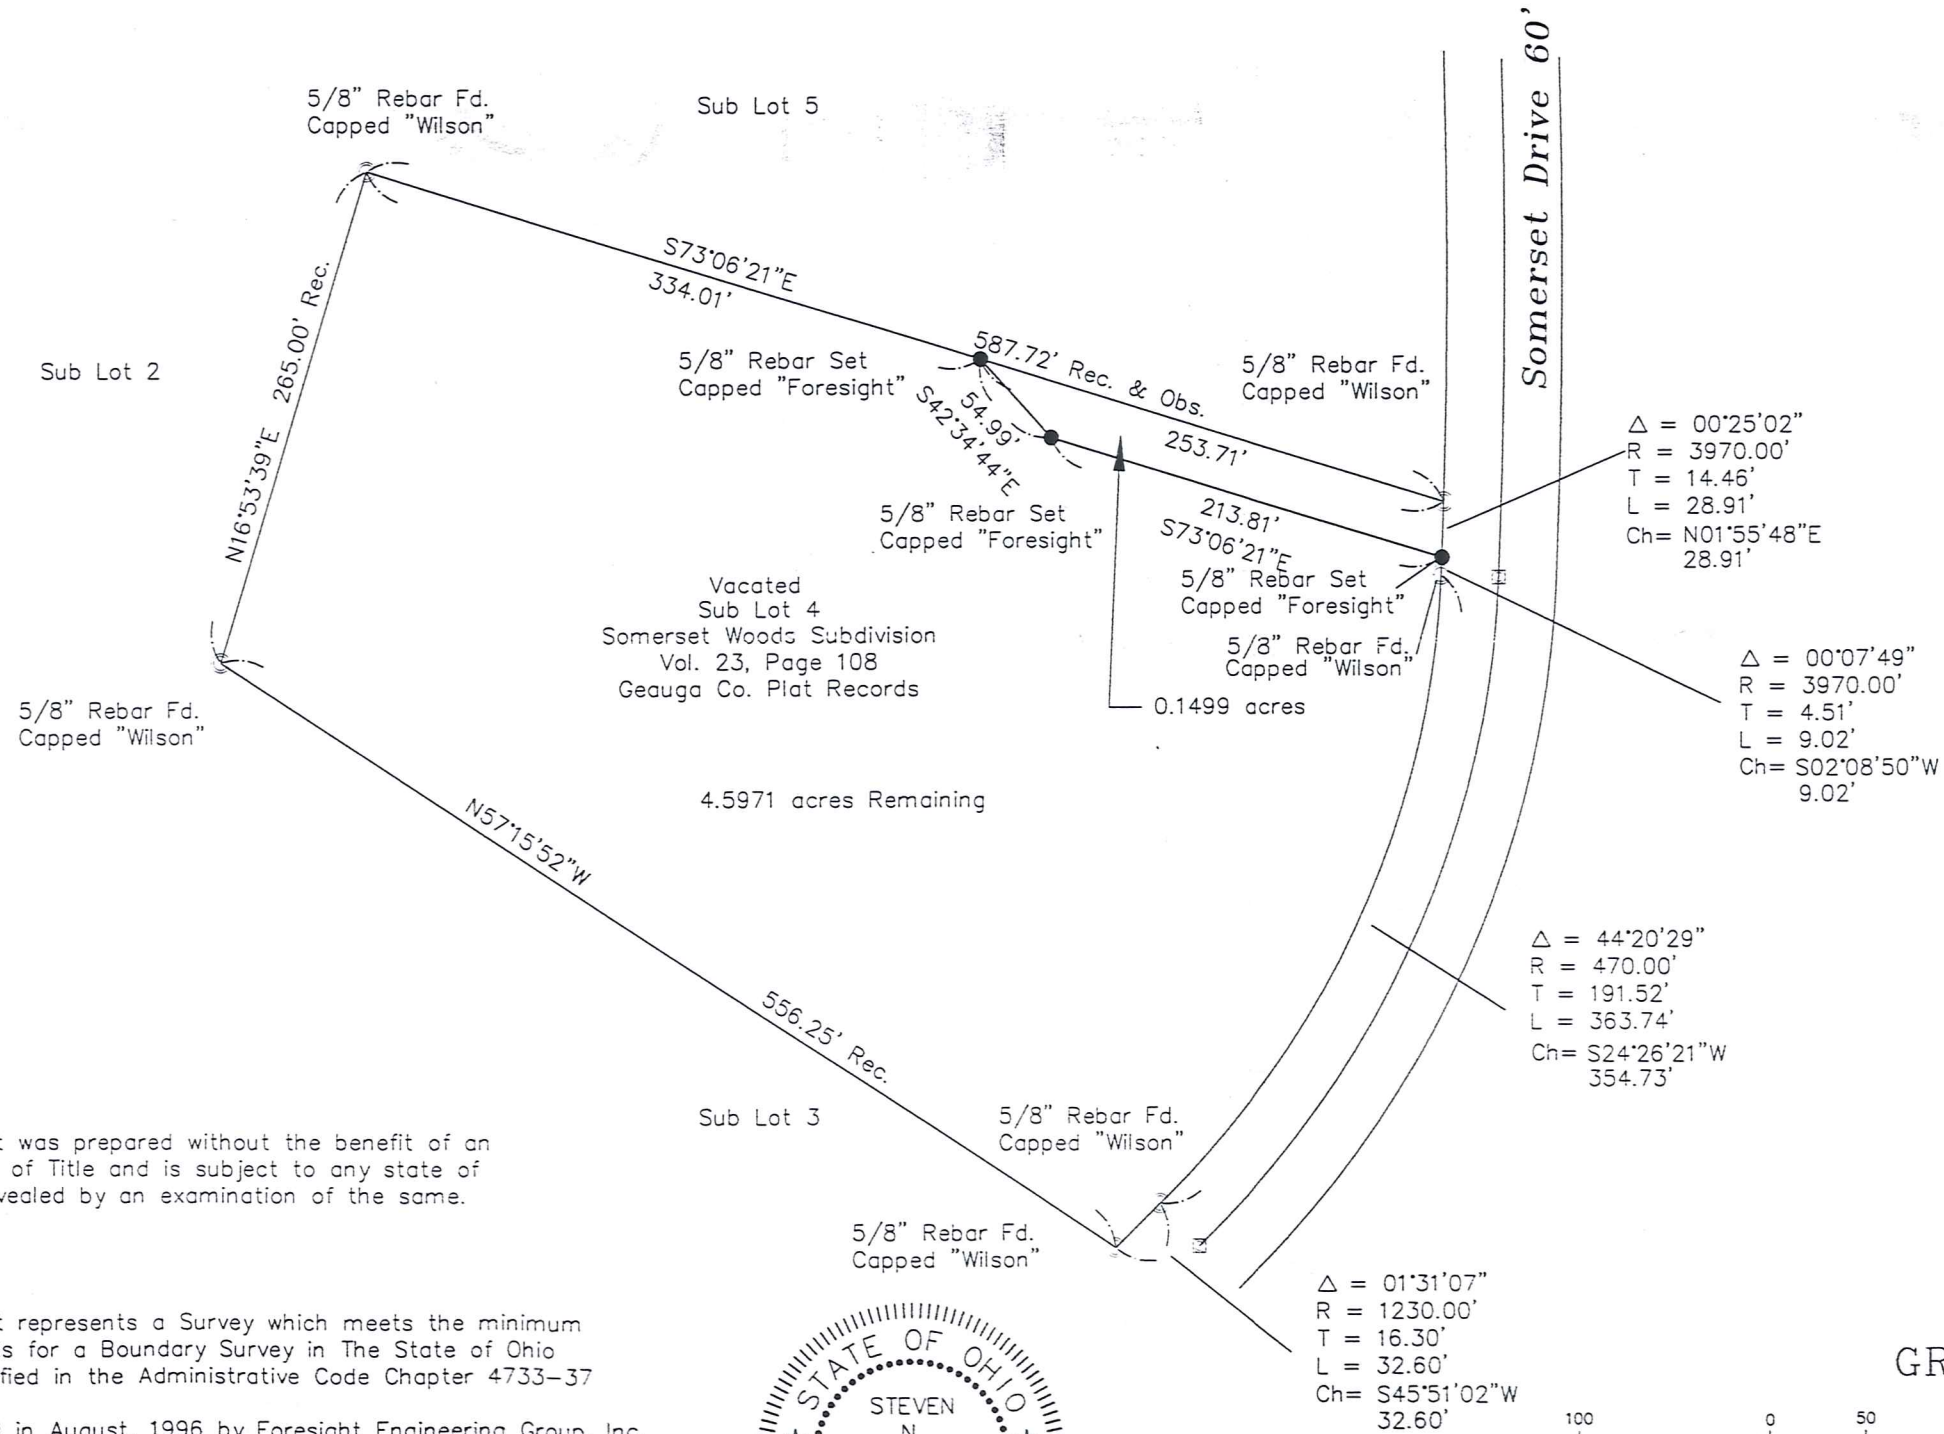 Somerset Drive 60'
5/8" Rebar Fd.
Capped "Wilson"
Sub Lot 5
S73°06'21"E
334.01'
N16°53'39"E 265.00' Rec.
Sub Lot 2
5/8" Rebar Set
Capped "Foresight"
587.72' Rec. & Obs.
253.71'
5/8" Rebar Fd.
Capped "Wilson"
54.99'
S42°34'44"E
Δ = 00°25'02"
R = 3970.00'
T = 14.46'
L = 28.91'
Ch= N01°55'48"E
28.91'
5/8" Rebar Set
Capped "Foresight"
213.81'
S73°06'21"E
5/8" Rebar Set
Capped "Foresight"
5/8" Rebar Fd.
Capped "Wilson"
Vacated
Sub Lot 4
Somerset Woods Subdivision
Vol. 23, Page 108
Geauga Co. Plat Records
0.1499 acres
Δ = 00°07'49"
R = 3970.00'
T = 4.51'
L = 9.02'
Ch= S02°08'50"W
9.02'
5/8" Rebar Fd.
Capped "Wilson"
4.5971 acres Remaining
N57°15'52"W
556.25' Rec.
Δ = 44°20'29"
R = 470.00'
T = 191.52'
L = 363.74'
Ch= S24°26'21"W
354.73'
Sub Lot 3
5/8" Rebar Fd.
Capped "Wilson"
5/8" Rebar Fd.
Capped "Wilson"
was prepared without the benefit of an
of Title and is subject to any state of
vealed by an examination of the same.
Δ = 01°31'07"
R = 1230.00'
T = 16.30'
L = 32.60'
Ch= S45°51'02"W
32.60'
represents a Survey which meets the minimum
s for a Boundary Survey in The State of Ohio
fied in the Administrative Code Chapter 4733-37
in August, 1996 by Foresight Engineering Group, Inc.
STATE OF OHIO
STEVEN
N
GR
100 0 50